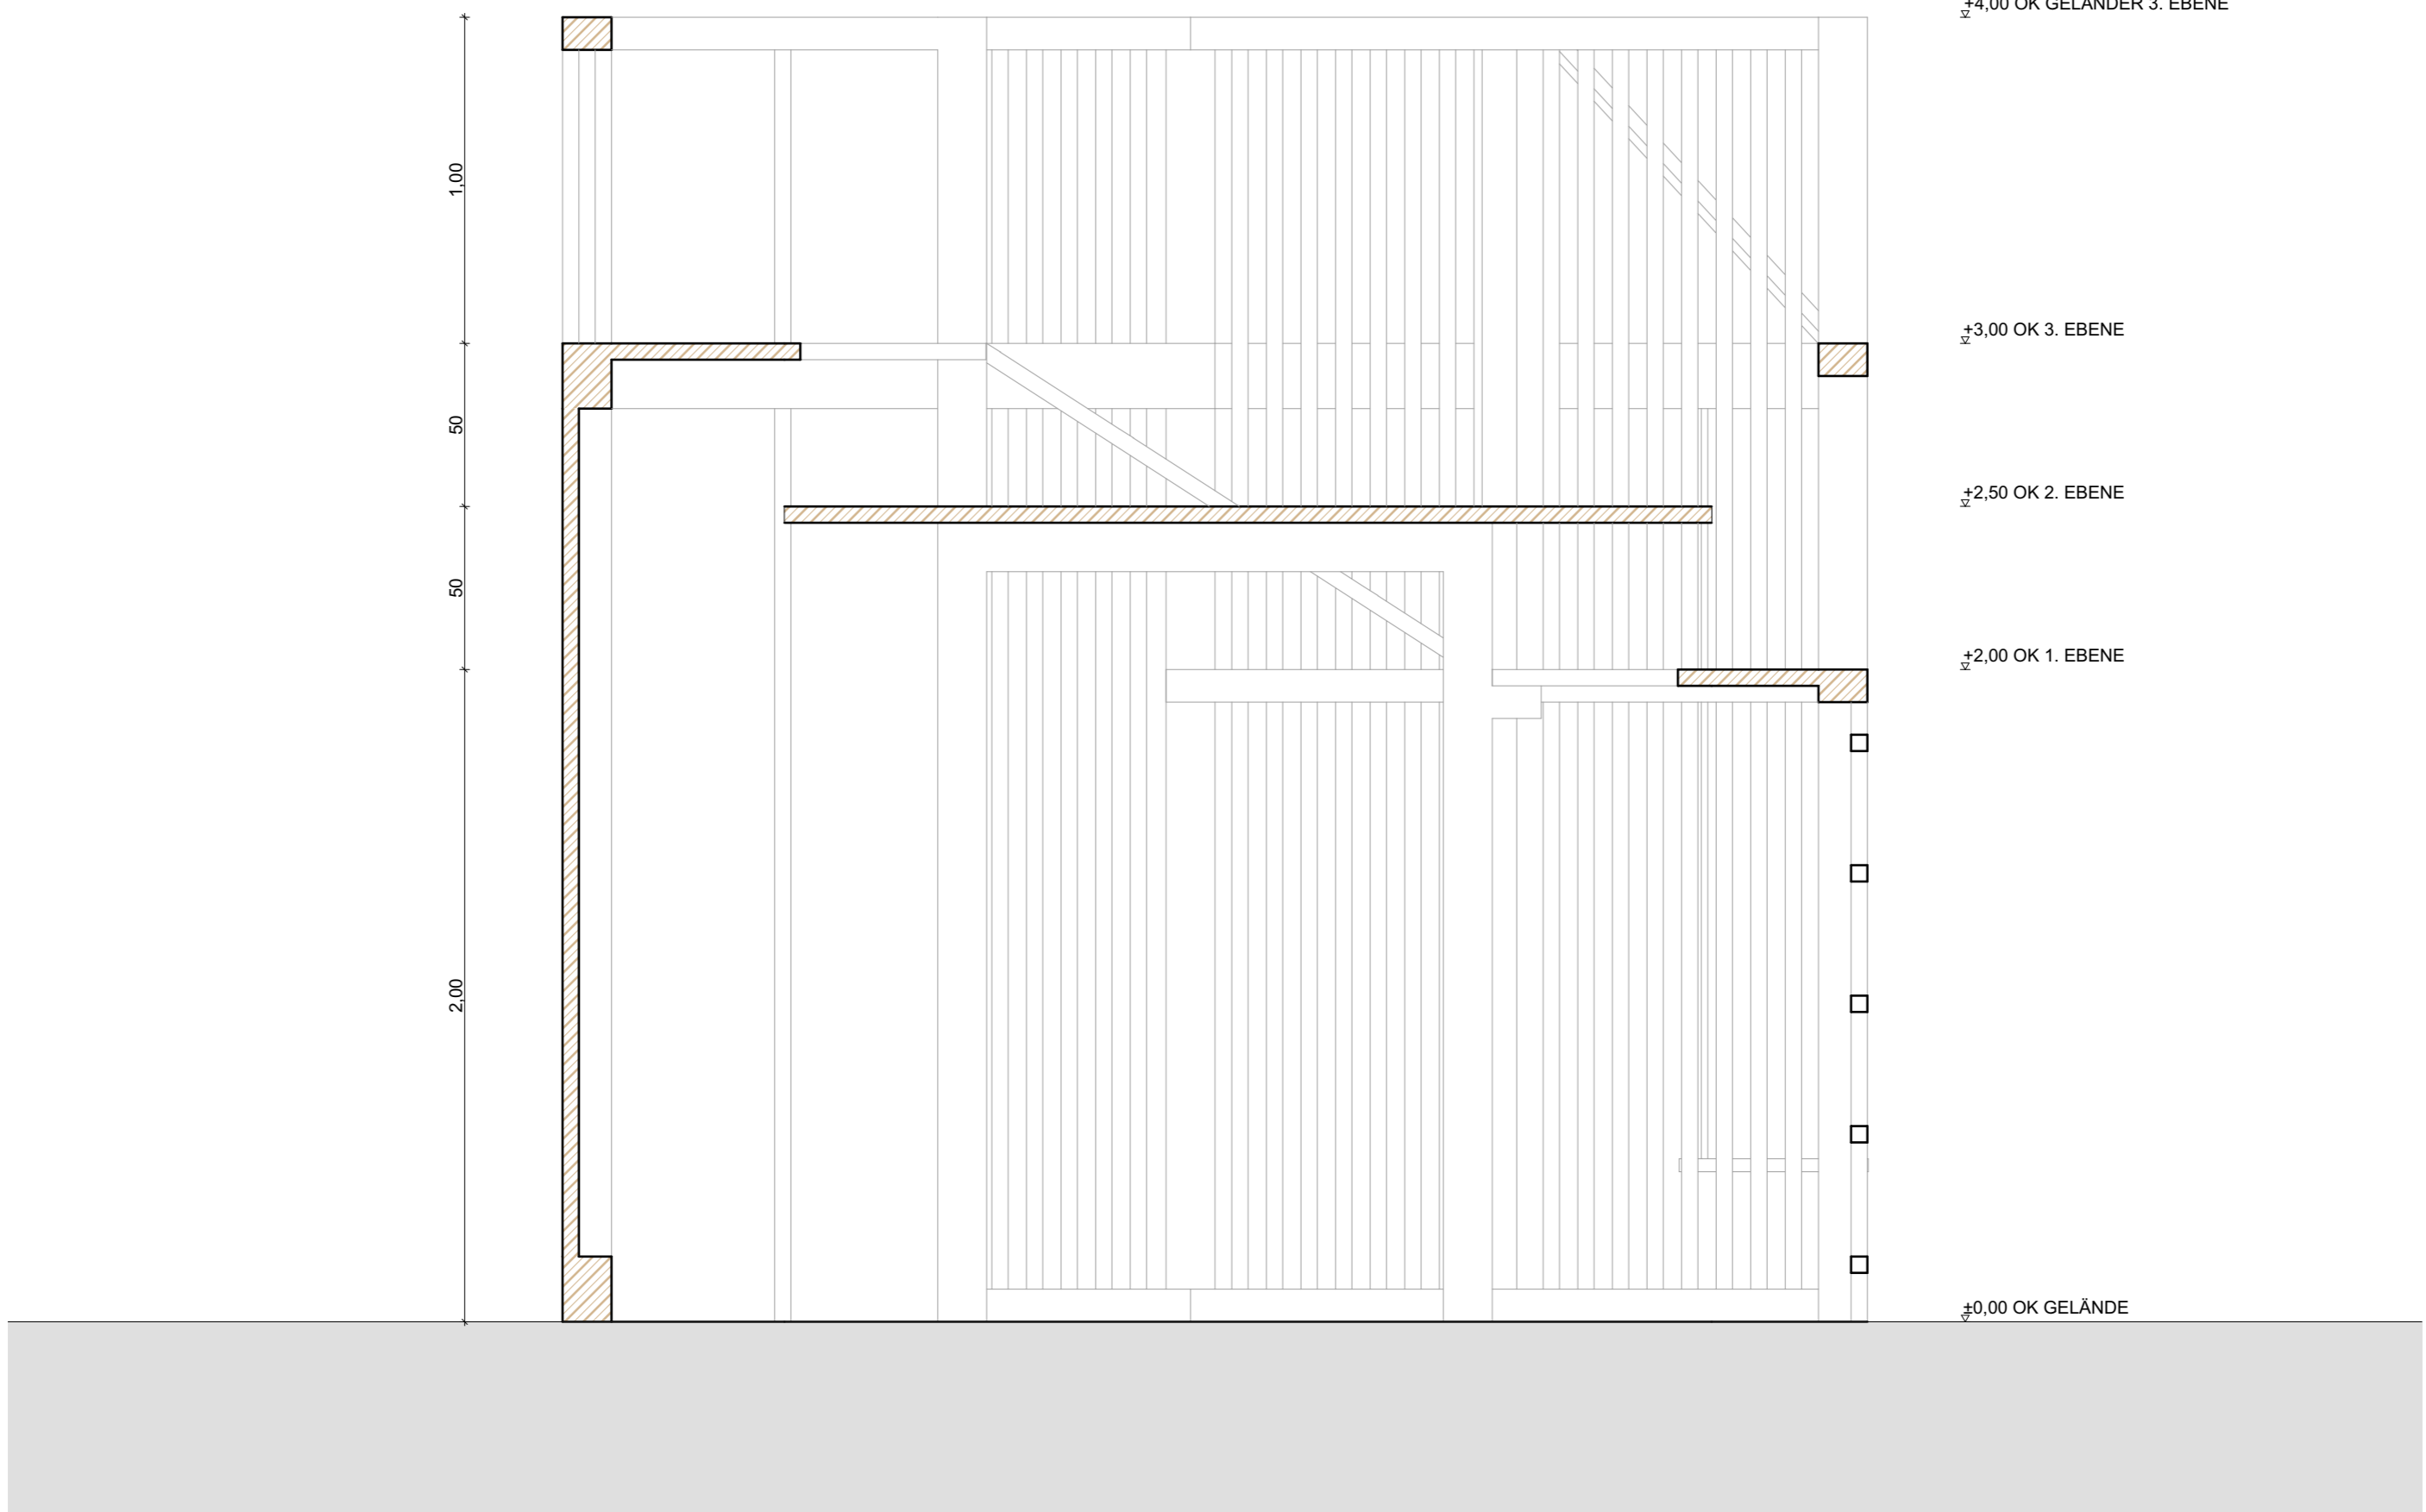 +4,00 OK GELÄNDER 3. EBENE
1,00
+3,00 OK 3. EBENE
50
+2,50 OK 2. EBENE
50
+2,00 OK 1. EBENE
2,00
±0,00 OK GELÄNDE